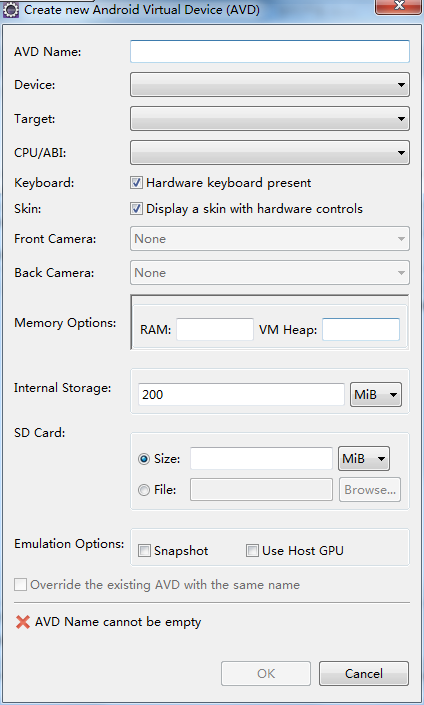 Create new Android Virtual Device (AVD)
AVD Name:
Device:
Target:
CPU/ABI:
Keyboard: Hardware keyboard present
Skin: Display a skin with hardware controls
Front Camera: None
Back Camera: None
Memory Options: RAM: VM Heap:
Internal Storage: 200 MiB
SD Card:
Size: MiB
File: Browse...
Emulation Options: Snapshot Use Host GPU
Override the existing AVD with the same name
AVD Name cannot be empty
OK Cancel